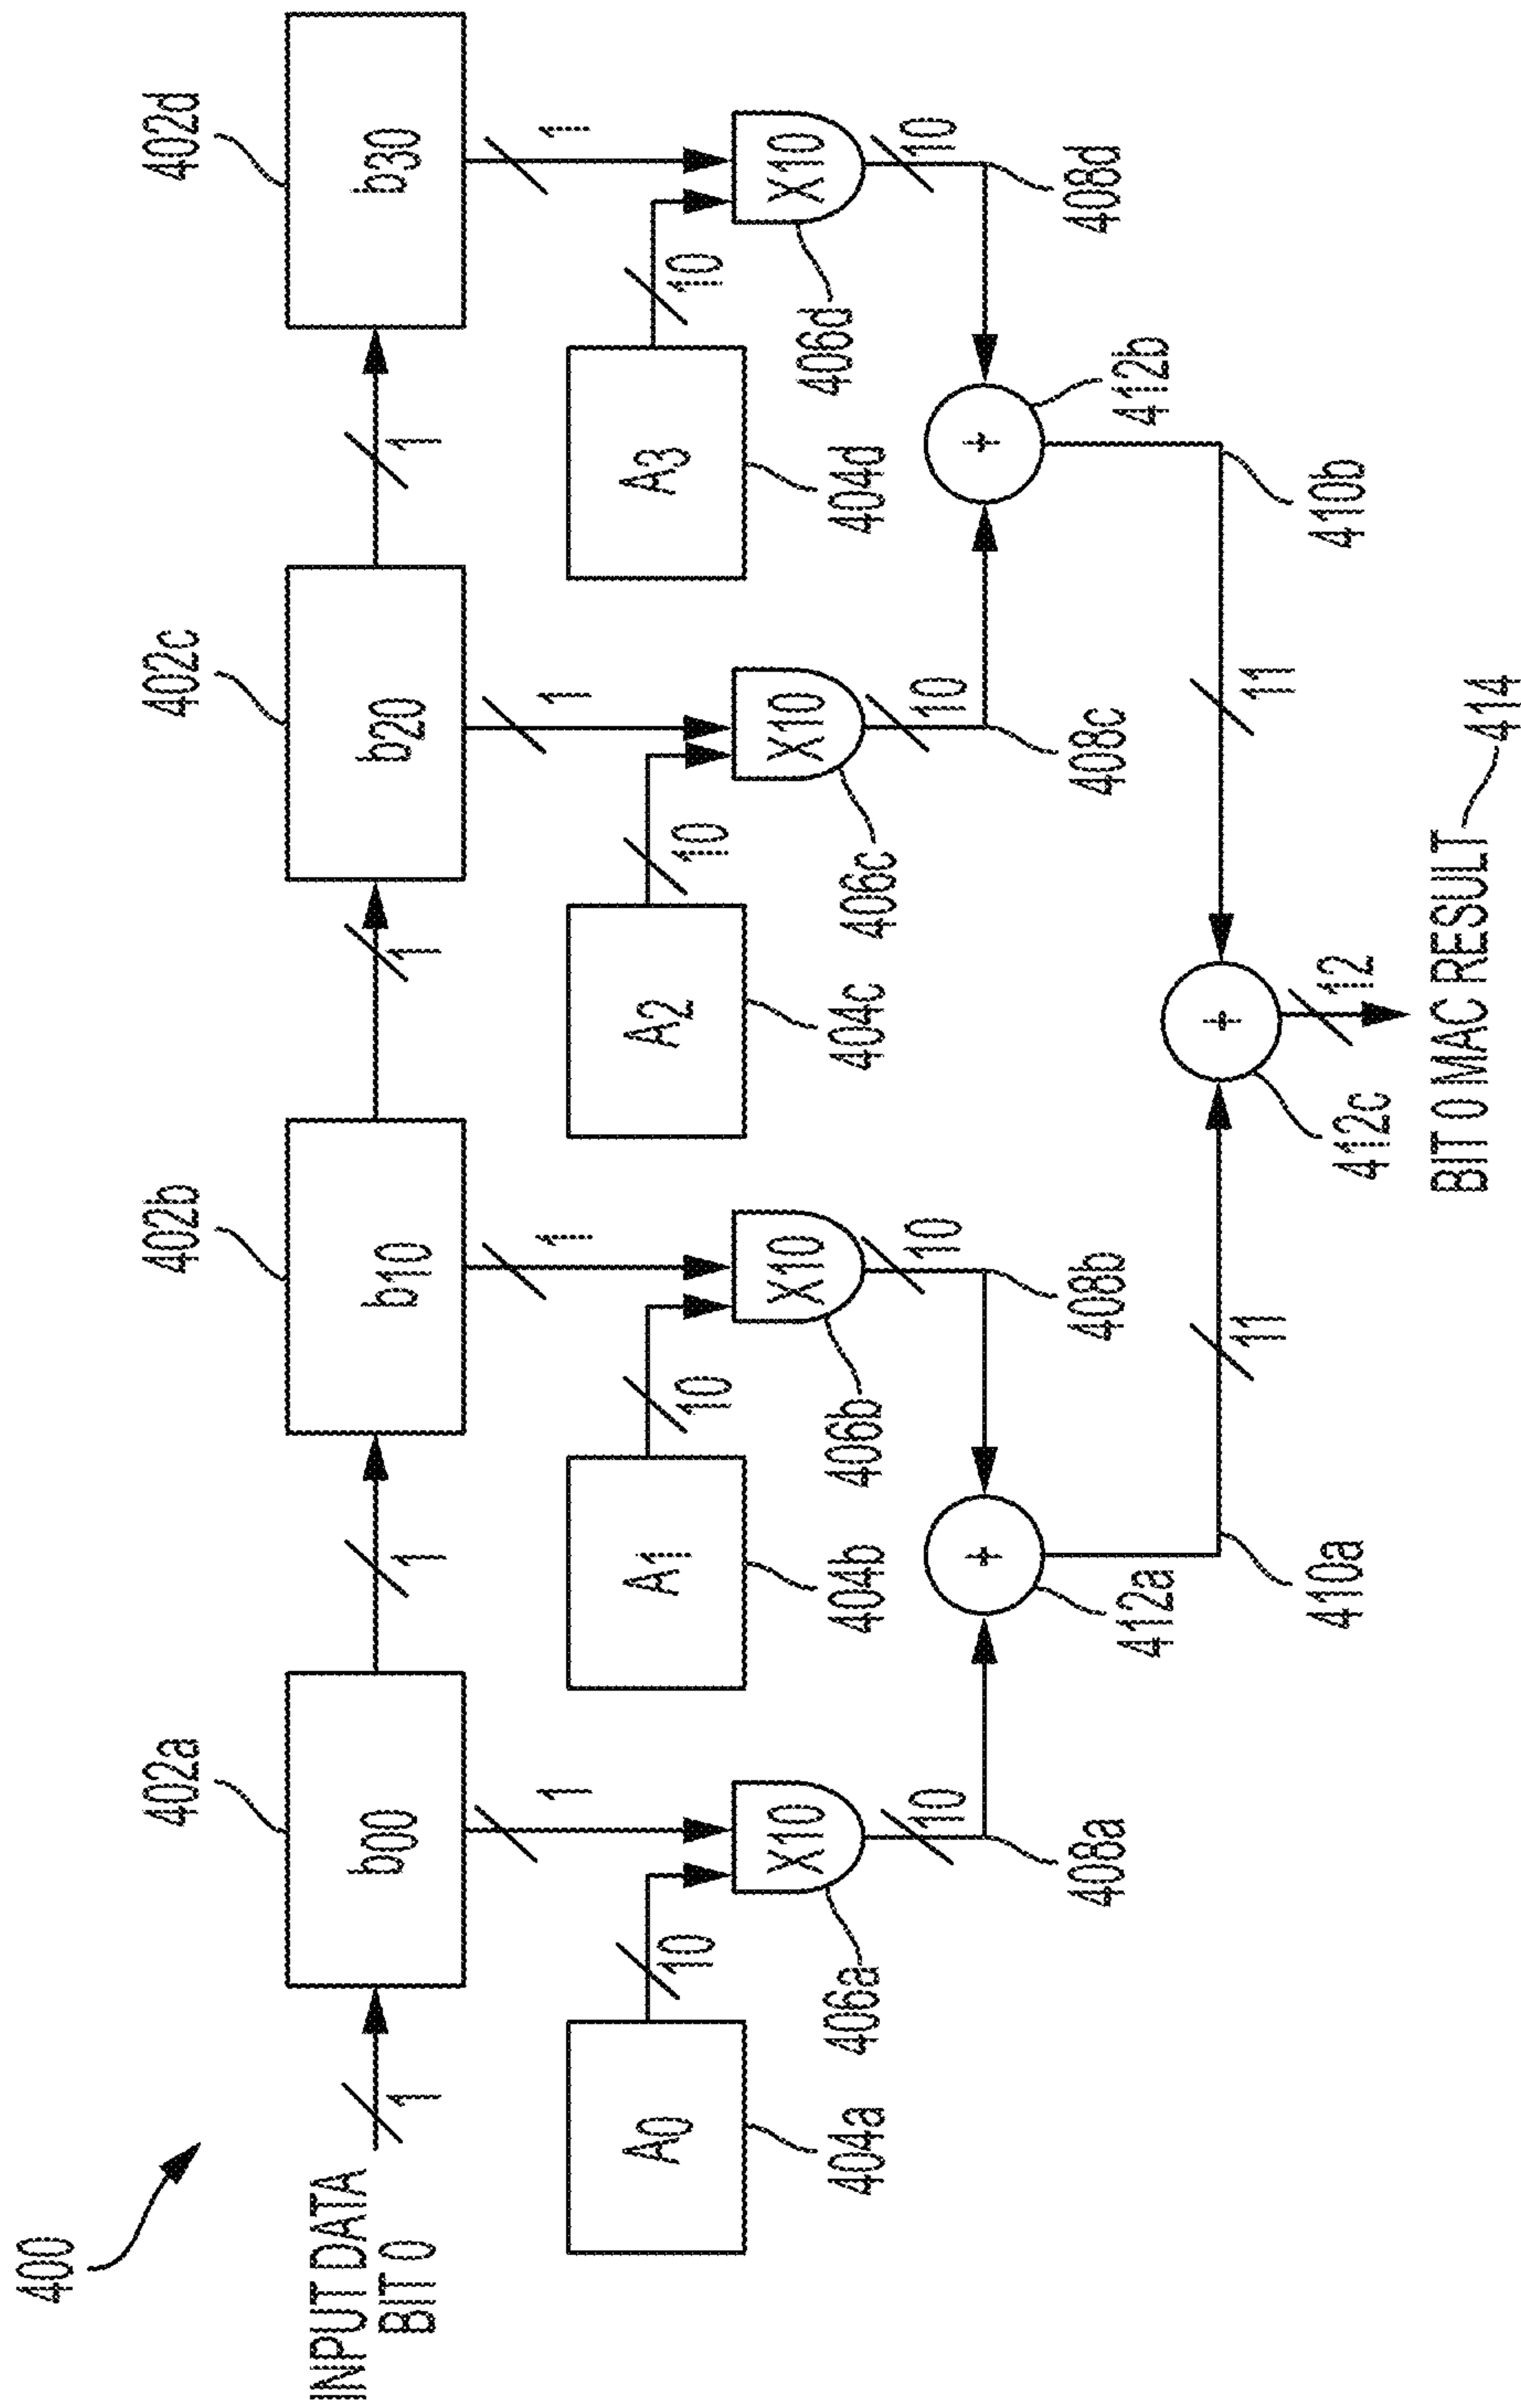 400
402a
402b
402c
402d
INPUT DATA
BIT 0
1
b00
1
b10
1
b20
1
b30
1
1
1
1
A0
10
A1
10
A2
10
A3
10
404a
404b
404c
404d
X10
X10
X10
X10
406a
406b
406c
406d
10
10
10
10
408a
408b
408c
408d
+
+
412a
412b
410a
11
11
410b
+
412c
12
BIT 0 MAC RESULT
414